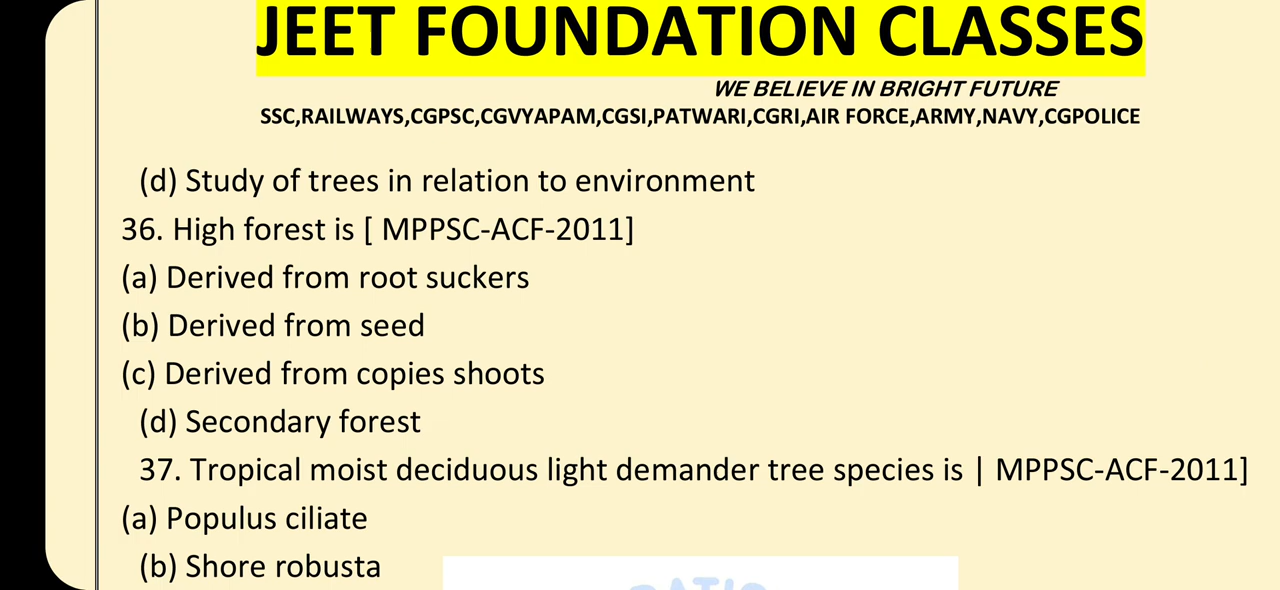 JEET FOUNDATION CLASSES
WE BELIEVE IN BRIGHT FUTURE
SSC,RAILWAYS,CGPSC,CGVYAPAM,CGSI,PATWARI,CGRI,AIR FORCE,ARMY,NAVY,CGPOLICE
(d) Study of trees in relation to environment
36. High forest is [ MPPSC-ACF-2011]
(a) Derived from root suckers
(b) Derived from seed
(c) Derived from copies shoots
(d) Secondary forest
37. Tropical moist deciduous light demander tree species is | MPPSC-ACF-2011]
(a) Populus ciliate
(b) Shore robusta